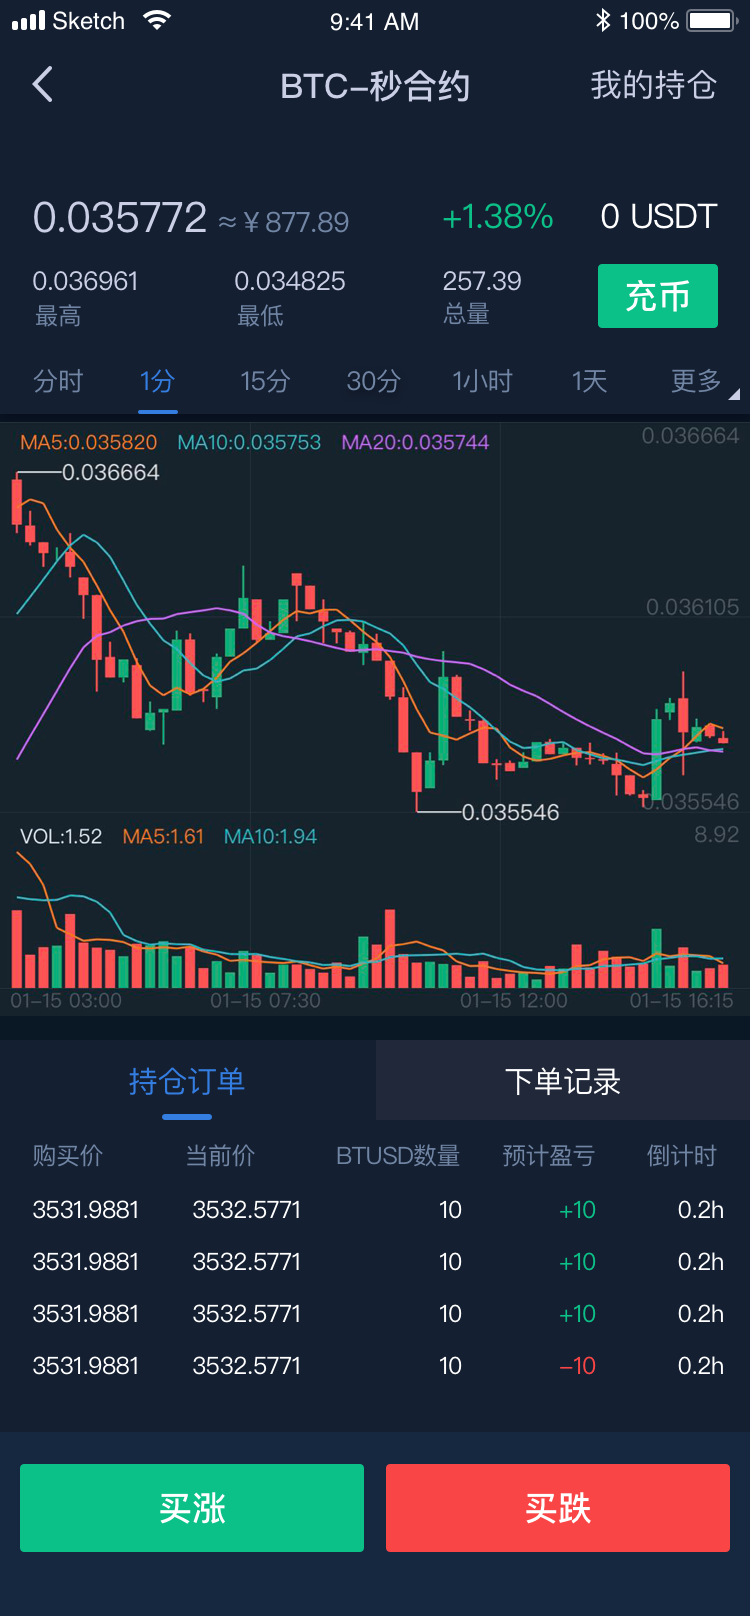 Sketch 9:41 AM 100%
BTC-秒合约 我的持仓
0.035772 ≈ ¥ 877.89 +1.38% 0 USDT
0.036961 0.034825 257.39 充币
最高 最低 总量
分时 1分 15分 30分 1小时 1天 更多
MA5:0.035820 MA10:0.035753 MA20:0.035744 0.036664
0.036664
0.036105
0.035546
0.035546
VOL:1.52 MA5:1.61 MA10:1.94 8.92
01-15 03:00 01-15 07:30 01-15 12:00 01-15 16:15
持仓订单 下单记录
购买价 当前价 BTUSD数量 预计盈亏 倒计时
3531.9881 3532.5771 10 +10 0.2h
3531.9881 3532.5771 10 +10 0.2h
3531.9881 3532.5771 10 +10 0.2h
3531.9881 3532.5771 10 -10 0.2h
买涨 买跌